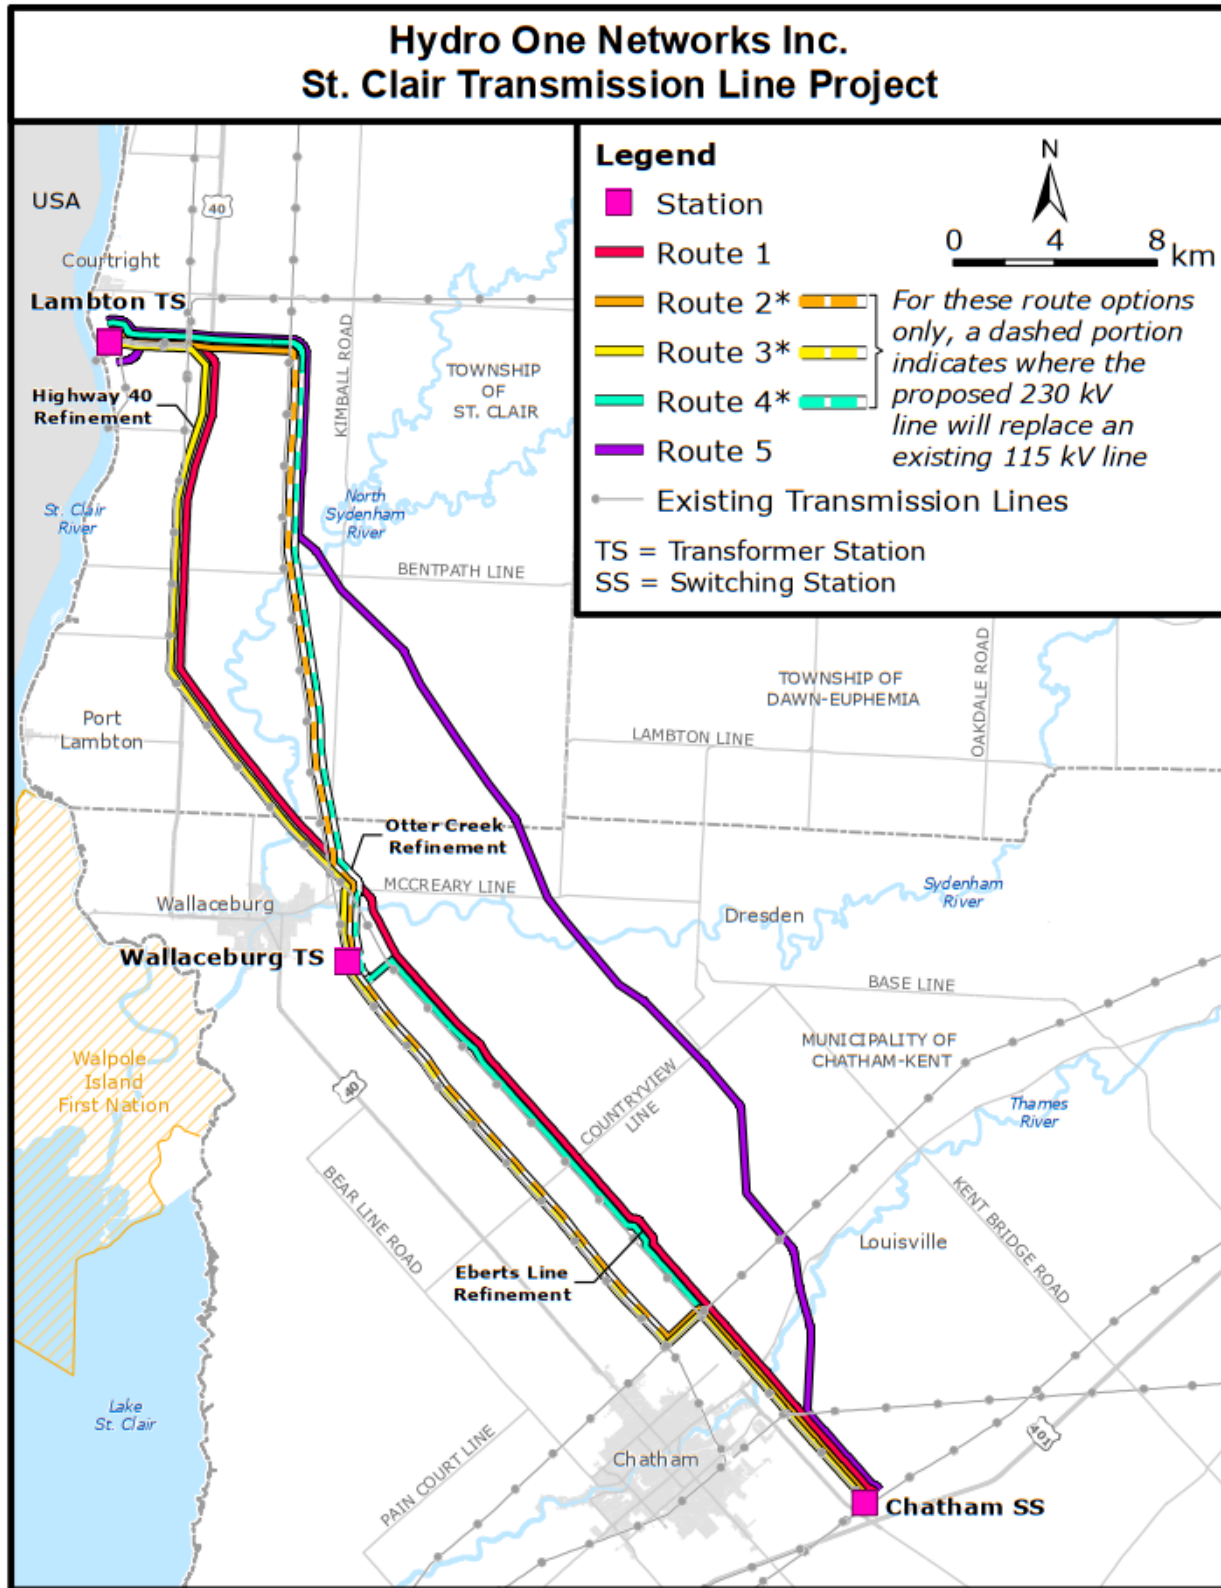 Hydro One Networks Inc.
St. Clair Transmission Line Project
Legend
Station
Route 1
Route 2*
Route 3*
Route 4*
Route 5
Existing Transmission Lines
TS = Transformer Station
SS = Switching Station
For these route options
only, a dashed portion
indicates where the
proposed 230 kV
line will replace an
existing 115 kV line
N
0 4 8 km
USA
40
Courtright
Lambton TS
KIMBALL ROAD
TOWNSHIP
OF
ST. CLAIR
Highway 40
Refinement
St. Clair
River
North
Sydenham
River
BENTPATH LINE
TOWNSHIP OF
DAWN-EUPHEMIA
OAKDALE ROAD
Port
Lambton
LAMBTON LINE
Otter Creek
Refinement
MCCREARY LINE
Sydenham
River
Wallaceburg
Dresden
Wallaceburg TS
BASE LINE
MUNICIPALITY OF
CHATHAM-KENT
Walpole
Island
First Nation
40
COUNTRYVIEW
LINE
Thames
River
BEAR LINE ROAD
KENT BRIDGE ROAD
Louisville
Eberts Line
Refinement
Lake
St. Clair
401
Chatham
PAIN COURT LINE
Chatham SS